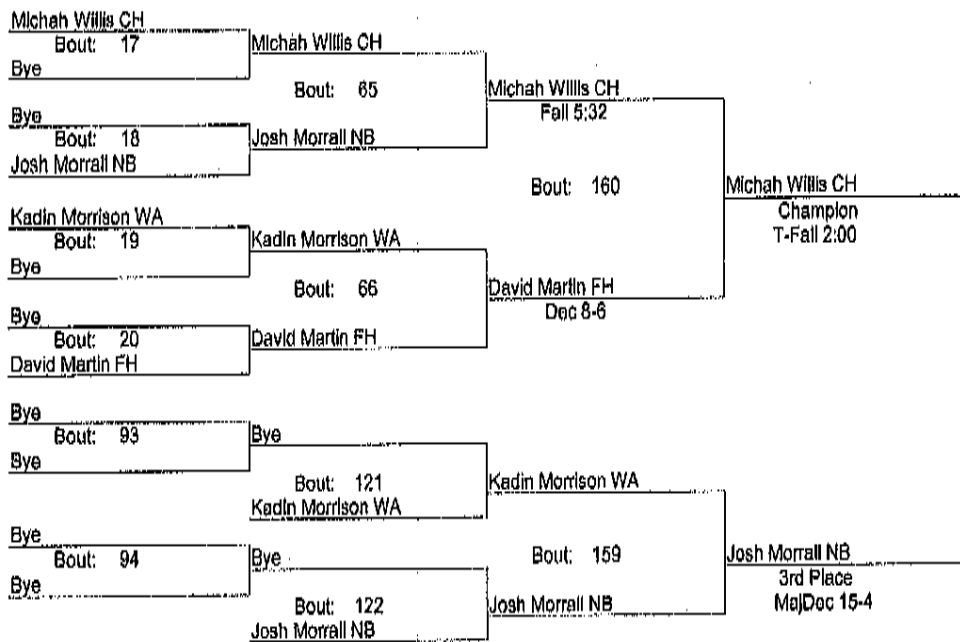 Michah Willis CH
Bout: 17
Bye
Michah Willis CH
Bout: 65
Bye
Bout: 18
Josh Morrall NB
Josh Morrall NB
Michah Willis CH
Fall 5:32
Bout: 160
Michah Willis CH
Champion
T-Fall 2:00
Kadin Morrison WA
Bout: 19
Bye
Kadin Morrison WA
Bout: 66
Bye
Bout: 20
David Martin FH
David Martin FH
David Martin FH
Dec 8-6
Bye
Bout: 93
Bye
Bye
Bout: 121
Kadin Morrison WA
Kadin Morrison WA
Bye
Bout: 94
Bye
Bye
Bout: 122
Josh Morrall NB
Bout: 159
Josh Morrall NB
Josh Morrall NB
3rd Place
MajDec 15-4